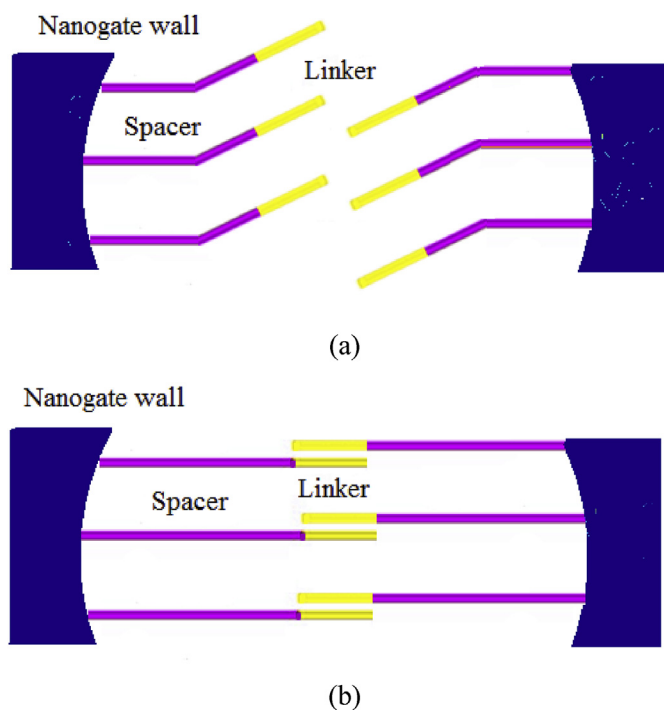 Nanogate wall
Linker
Spacer
(a)
Nanogate wall
Spacer
Linker
(b)